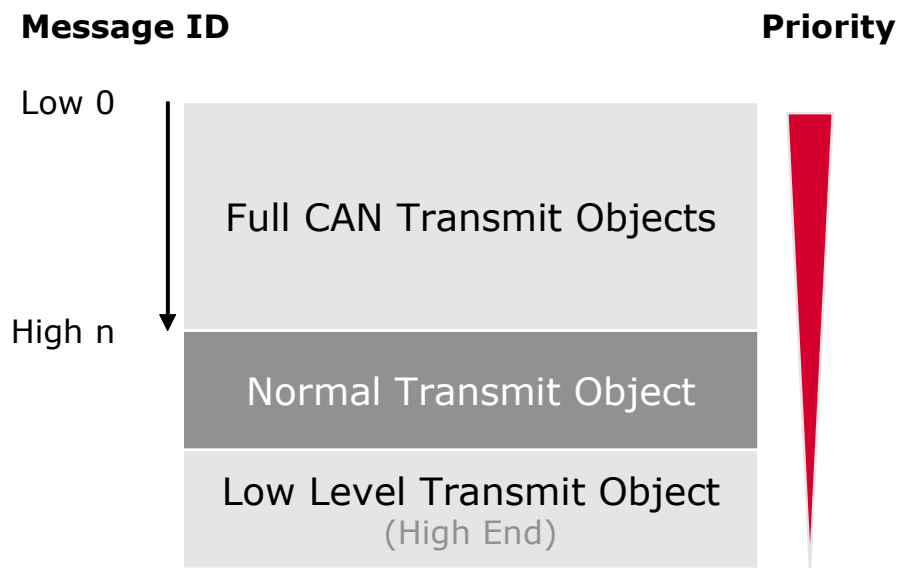 Message ID
Priority
Low 0
Full CAN Transmit Objects
High n
Normal Transmit Object
Low Level Transmit Object
(High End)